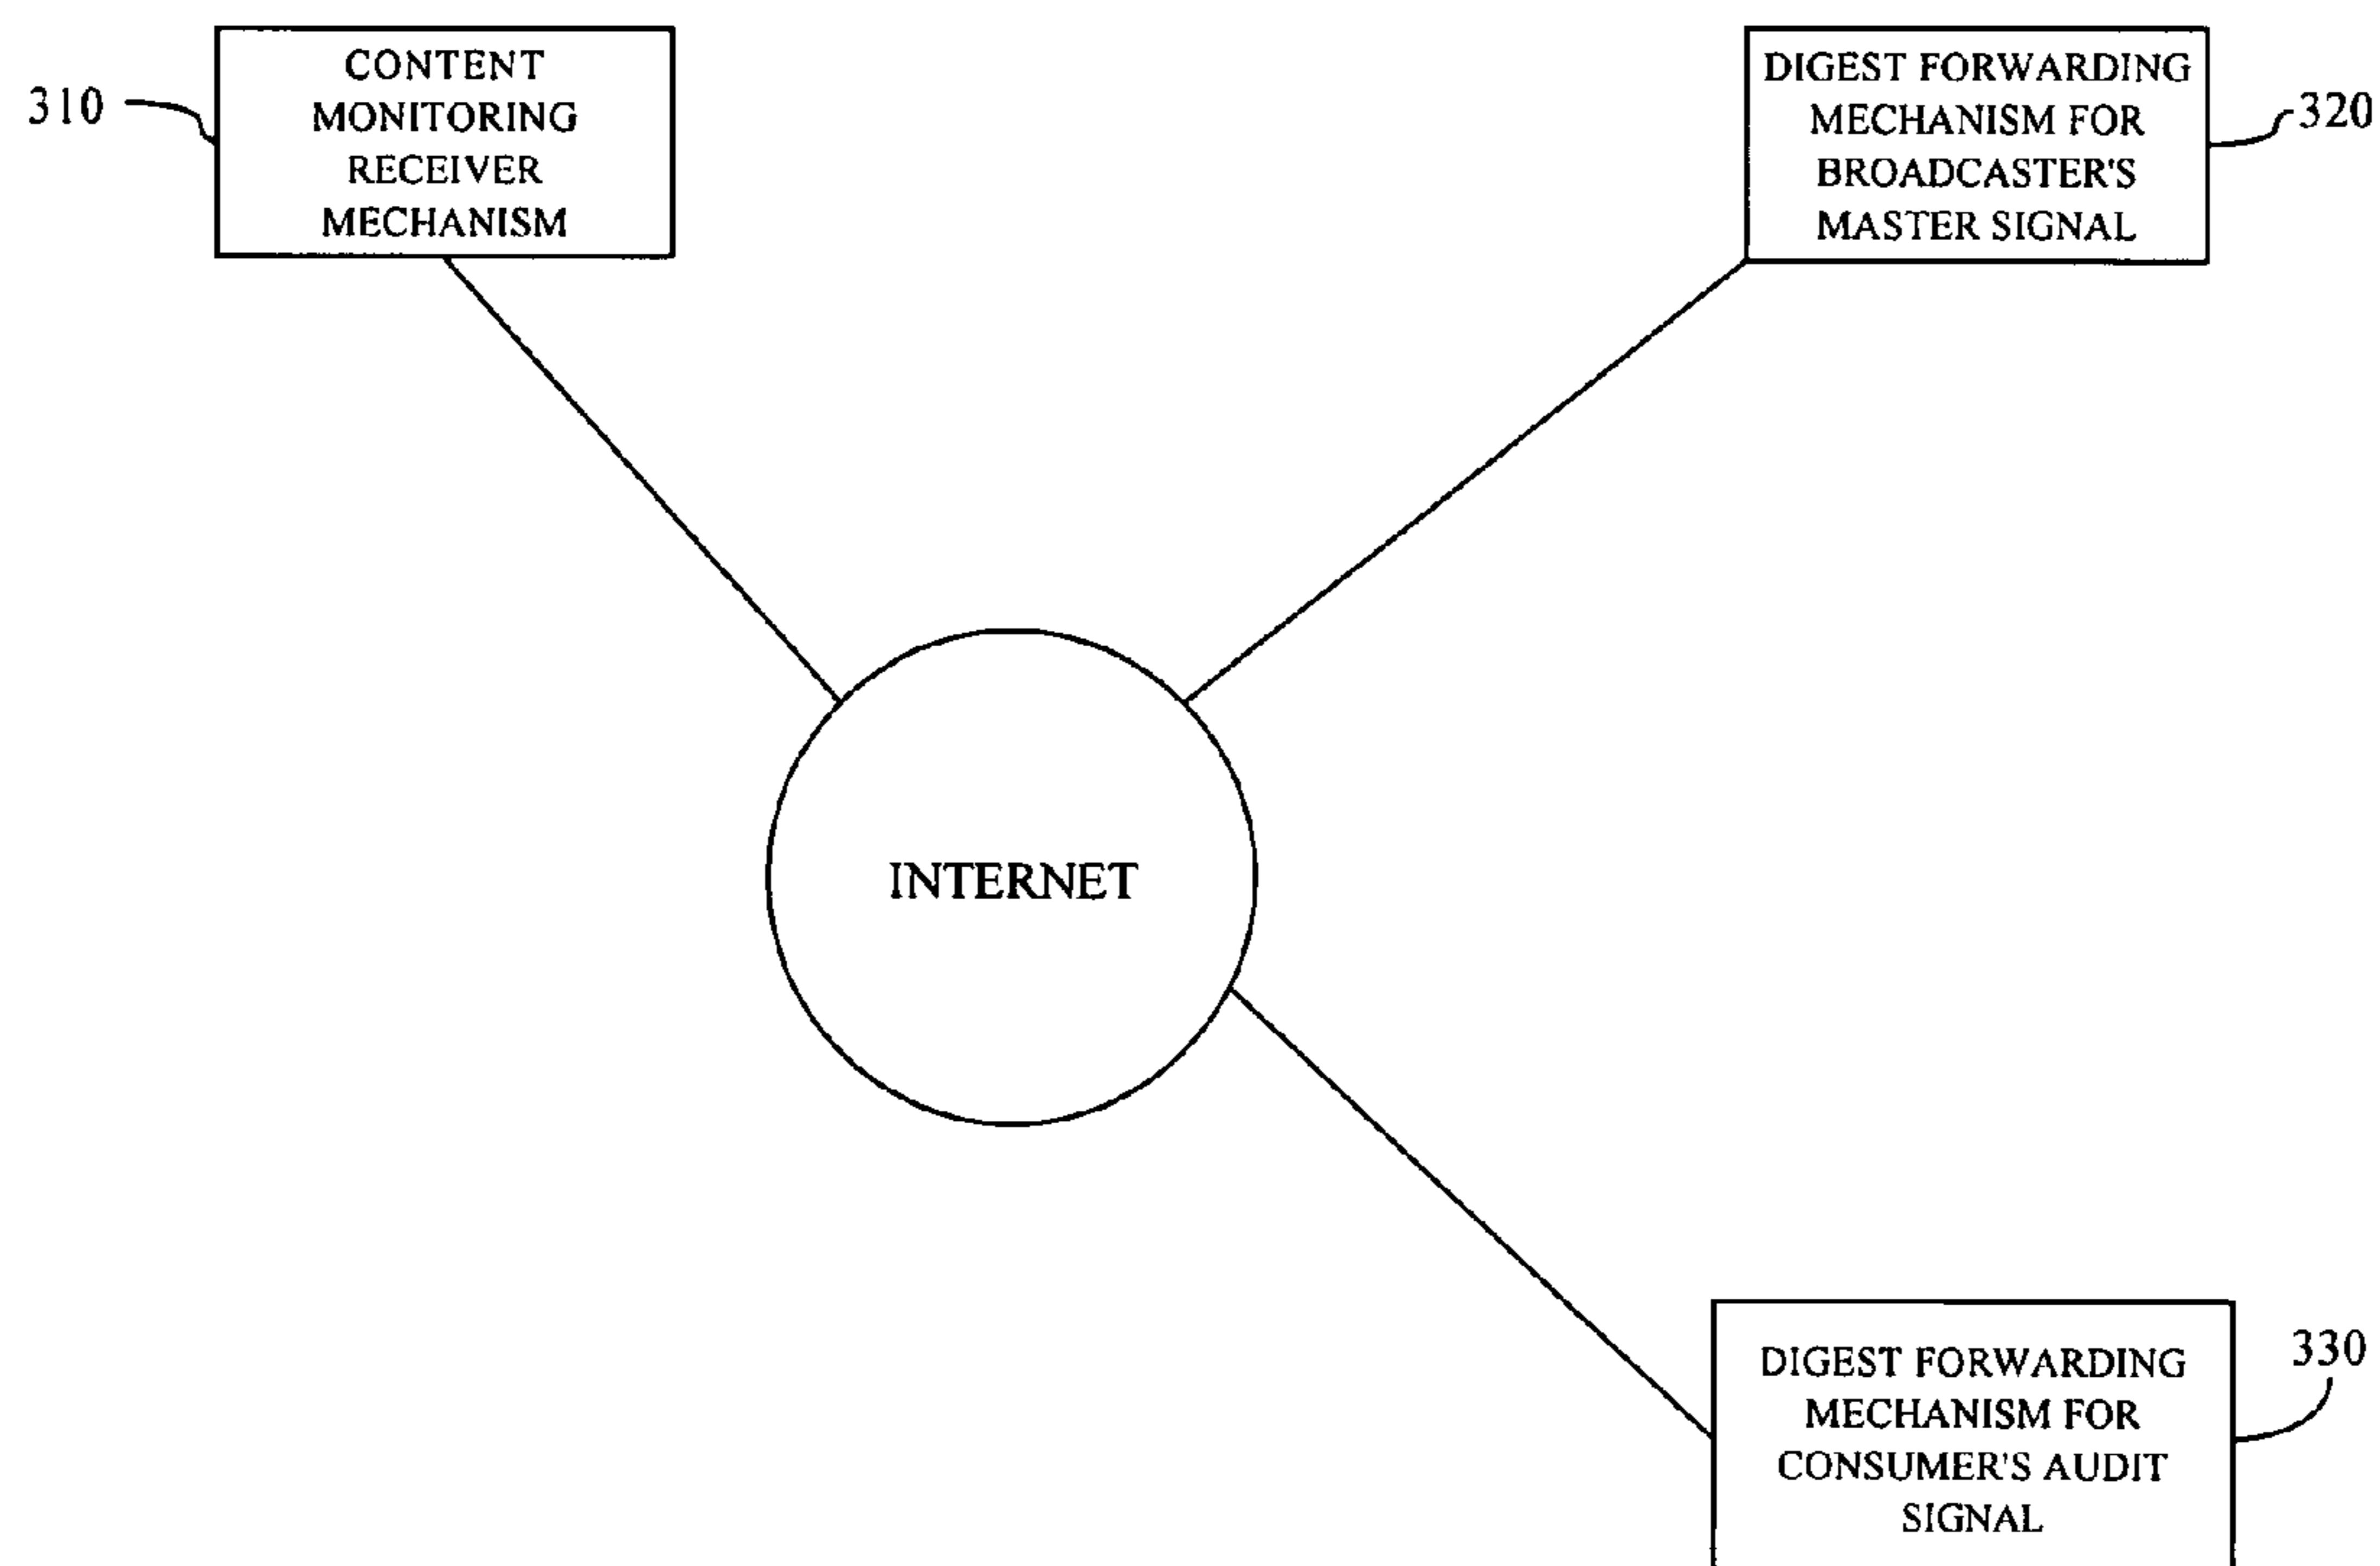 310
CONTENT
MONITORING
RECEIVER
MECHANISM
DIGEST FORWARDING
MECHANISM FOR
BROADCASTER'S
MASTER SIGNAL
320
INTERNET
DIGEST FORWARDING
MECHANISM FOR
CONSUMER'S AUDIT
SIGNAL
330